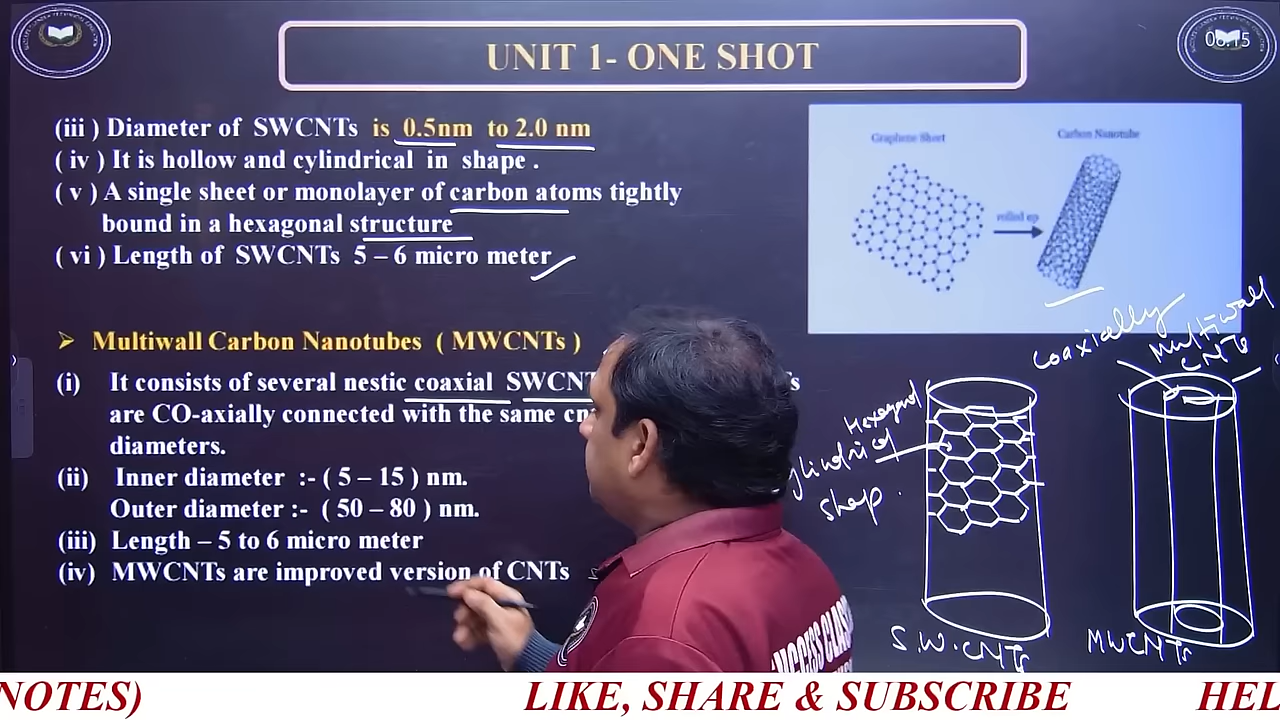 UNIT 1- ONE SHOT
06:15
(iii ) Diameter of SWCNTs is 0.5nm to 2.0 nm
( iv ) It is hollow and cylindrical in shape .
( v ) A single sheet or monolayer of carbon atoms tightly
bound in a hexagonal structure
( vi ) Length of SWCNTs 5 – 6 micro meter
Graphene Sheet
Carbon Nanotube
rolled up
➢ Multiwall Carbon Nanotubes ( MWCNTs )
(i) It consists of several nestic coaxial SWCNT
are CO-axially connected with the same
diameters.
(ii) Inner diameter :- ( 5 – 15 ) nm.
Outer diameter :- ( 50 – 80 ) nm.
(iii) Length – 5 to 6 micro meter
(iv) MWCNTs are improved version of CNTs
coaxially
Multiwall
CNTs
Hexagonal
cylindrical
shap.
S.W.CNTs
MWCNTs
NOTES)
LIKE, SHARE & SUBSCRIBE
HEL